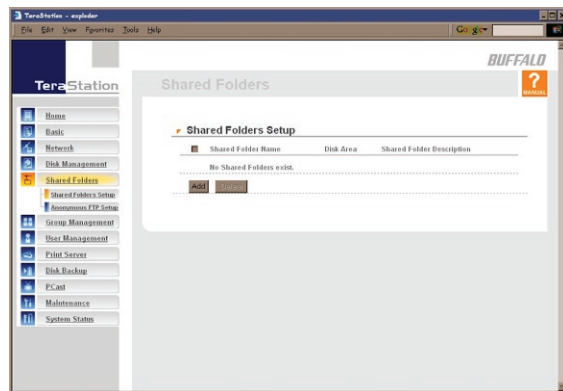 TeraStation - exploder
File Edit View Favorites Tools Help
Google
BUFFALO
TeraStation
Shared Folders
?
MANUAL
Home
Basic
Network
Disk Management
Shared Folders
Shared Folders Setup
Anonymous FTP Setup
Group Management
User Management
Print Server
Disk Backup
PCast
Maintenance
System Status
Shared Folders Setup
Shared Folder Name Disk Area Shared Folder Description
No Shared Folders exist.
Add Delete